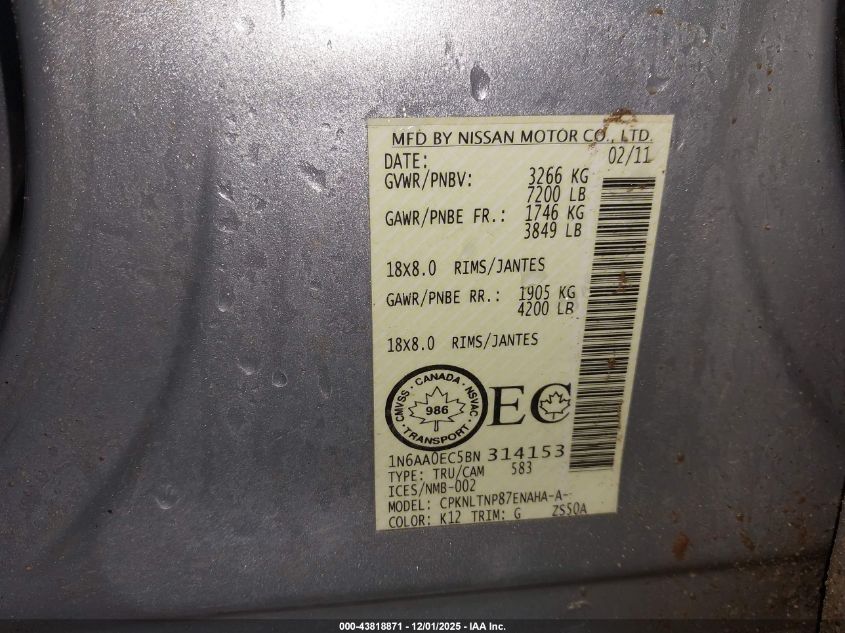 MFD BY NISSAN MOTOR CO., LTD.
DATE: 02/11
GVWR/PNBV: 3266 KG
7200 LB
GAWR/PNBE FR.: 1746 KG
3849 LB
18x8.0 RIMS/JANTES
GAWR/PNBE RR.: 1905 KG
4200 LB
18x8.0 RIMS/JANTES
CMVSS · CANADA · NSVAC · TRANSPORT ·
986
EC
1N6AA0EC5BN 314153
TYPE: TRU/CAM 583
ICES/NMB-002
MODEL: CPKNLTNP87ENAHA-A-:
COLOR: K12 TRIM: G ZS50A
000-43818871 - 12/01/2025 - IAA Inc.